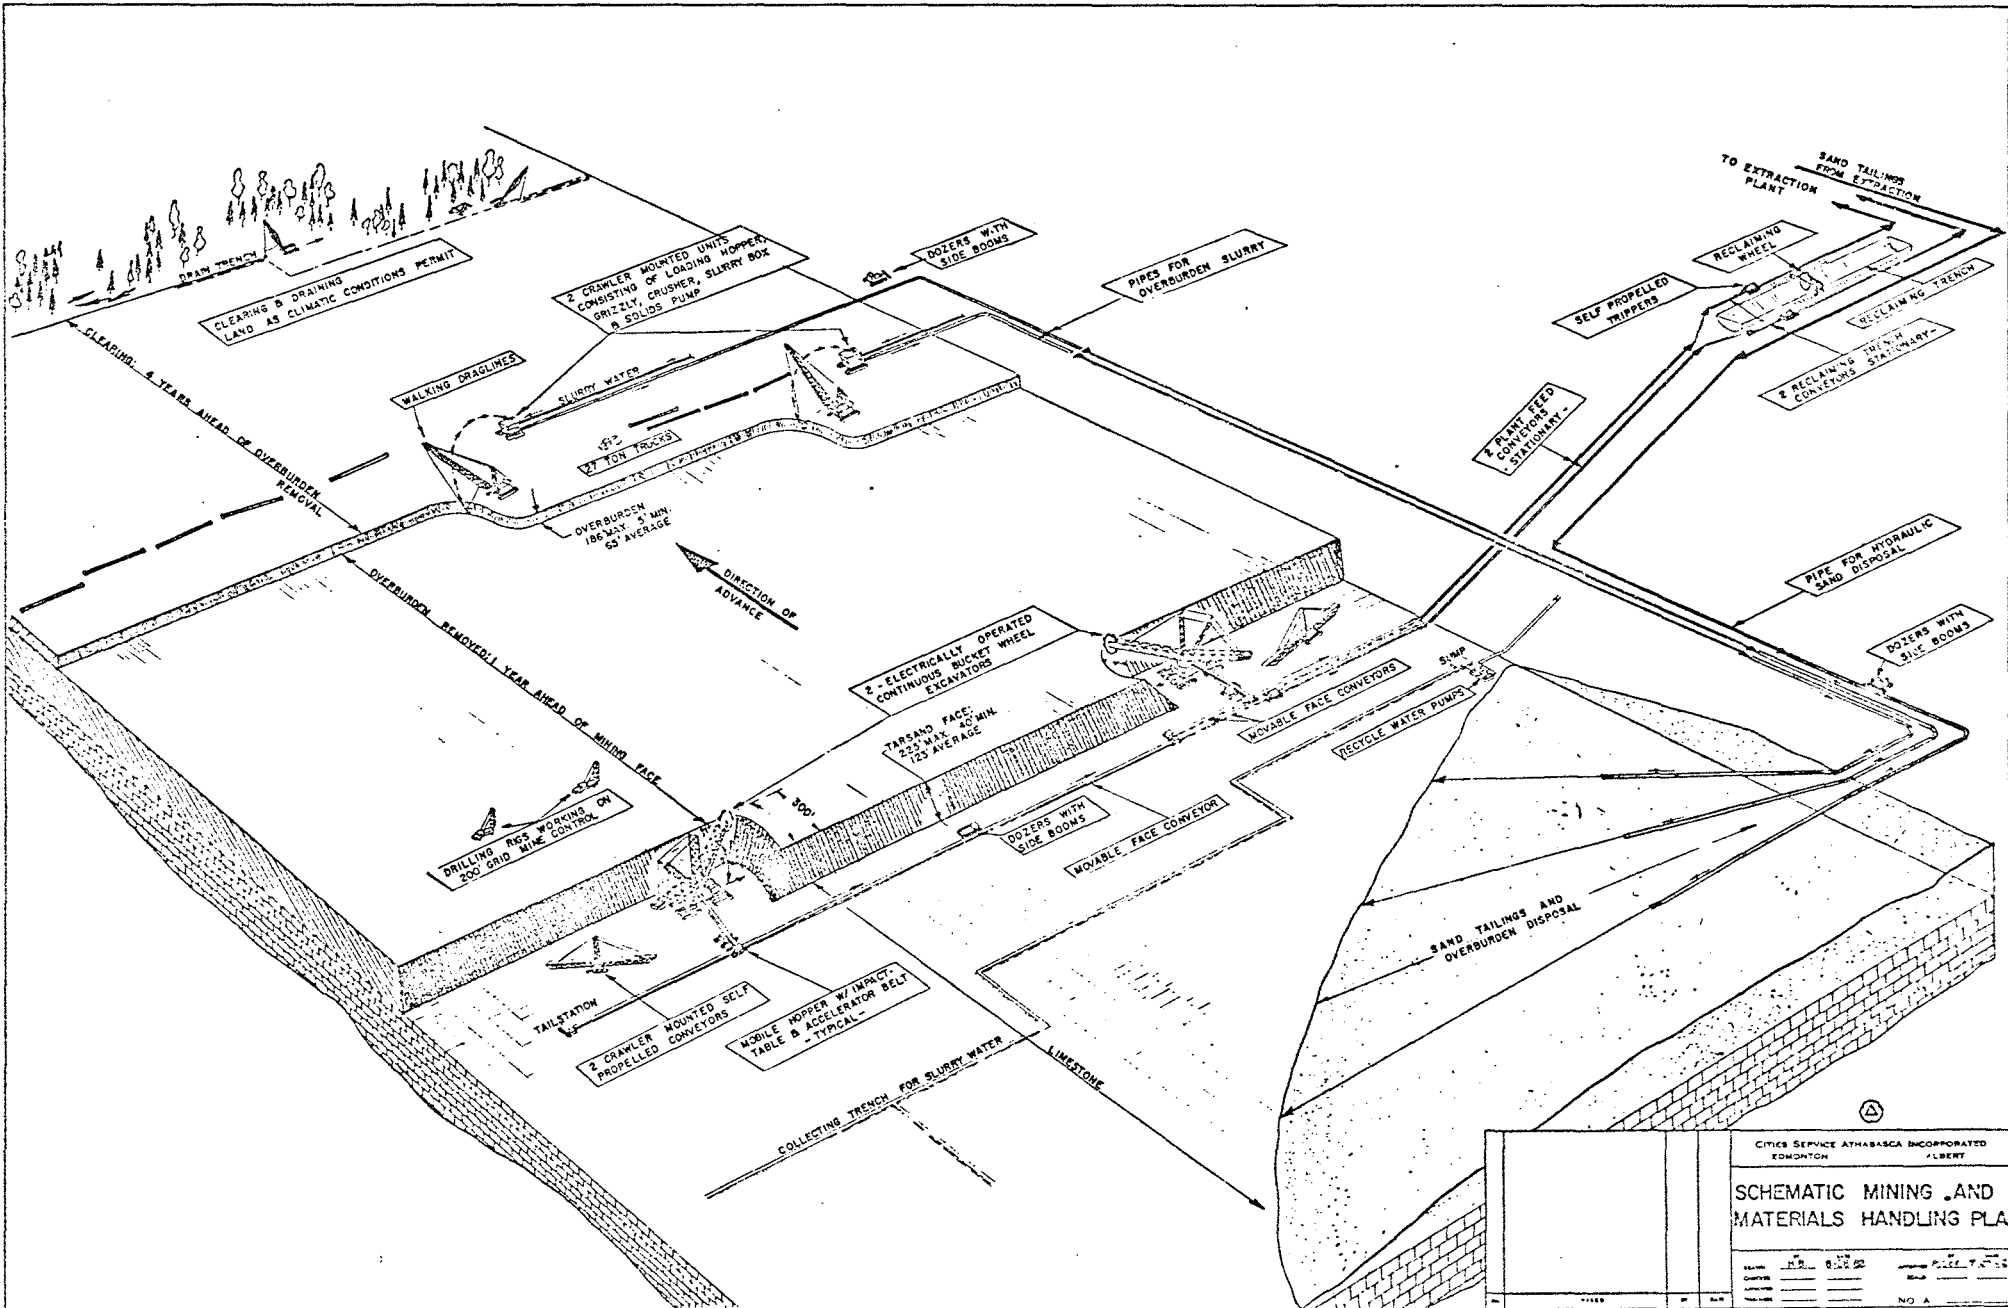 SAND TAILINGS
FROM EXTRACTION
TO EXTRACTION
PLANT
DRAIN TRENCH
CLEARING & DRAINING
LAND AS CLIMATIC CONDITIONS PERMIT
2 CRAWLER MOUNTED UNITS
CONSISTING OF LOADING HOPPER,
GRIZZLY, CRUSHER, SLURRY BOX
& SOLIDS PUMP
DOZERS WITH
SIDE BOOMS
PIPES FOR
OVERBURDEN SLURRY
RECLAIMING
WHEEL
SELF PROPELLED
TRIPPERS
RECLAIMING TRENCH
2 RECLAIMING TRENCH
CONVEYORS STATIONARY-
CLEARING: 4 YEARS AHEAD OF OVERBURDEN
REMOVAL
WALKING DRAGLINES
SLURRY WATER
27 TON TRUCKS
2 PLANT FEED
CONVEYORS
- STATIONARY -
OVERBURDEN
186' MAX. 5' MIN.
65' AVERAGE
DIRECTION OF
ADVANCE
PIPE FOR HYDRAULIC
SAND DISPOSAL
OVERBURDEN REMOVED: 1 YEAR AHEAD OF MINING FACE
2 - ELECTRICALLY OPERATED
CONTINUOUS BUCKET WHEEL
EXCAVATORS
DOZERS WITH
SIDE BOOMS
SUMP
MOVABLE FACE CONVEYORS
RECYCLE WATER PUMPS
TARSAND FACE:
225' MAX. 40' MIN.
125' AVERAGE
300'
DRILLING RIGS WORKING ON
200' GRID MINE CONTROL
DOZERS WITH
SIDE BOOMS
MOVABLE FACE CONVEYOR
SAND TAILINGS AND
OVERBURDEN DISPOSAL
TAILSTATION
2 CRAWLER MOUNTED SELF
PROPELLED CONVEYORS
MOBILE HOPPER W/ IMPACT-
TABLE & ACCELERATOR BELT
- TYPICAL -
LIMESTONE
COLLECTING TRENCH FOR SLURRY WATER
CITIES SERVICE ATHABASCA INCORPORATED
EDMONTON ALBERT
SCHEMATIC MINING AND
MATERIALS HANDLING PLA
NO. A